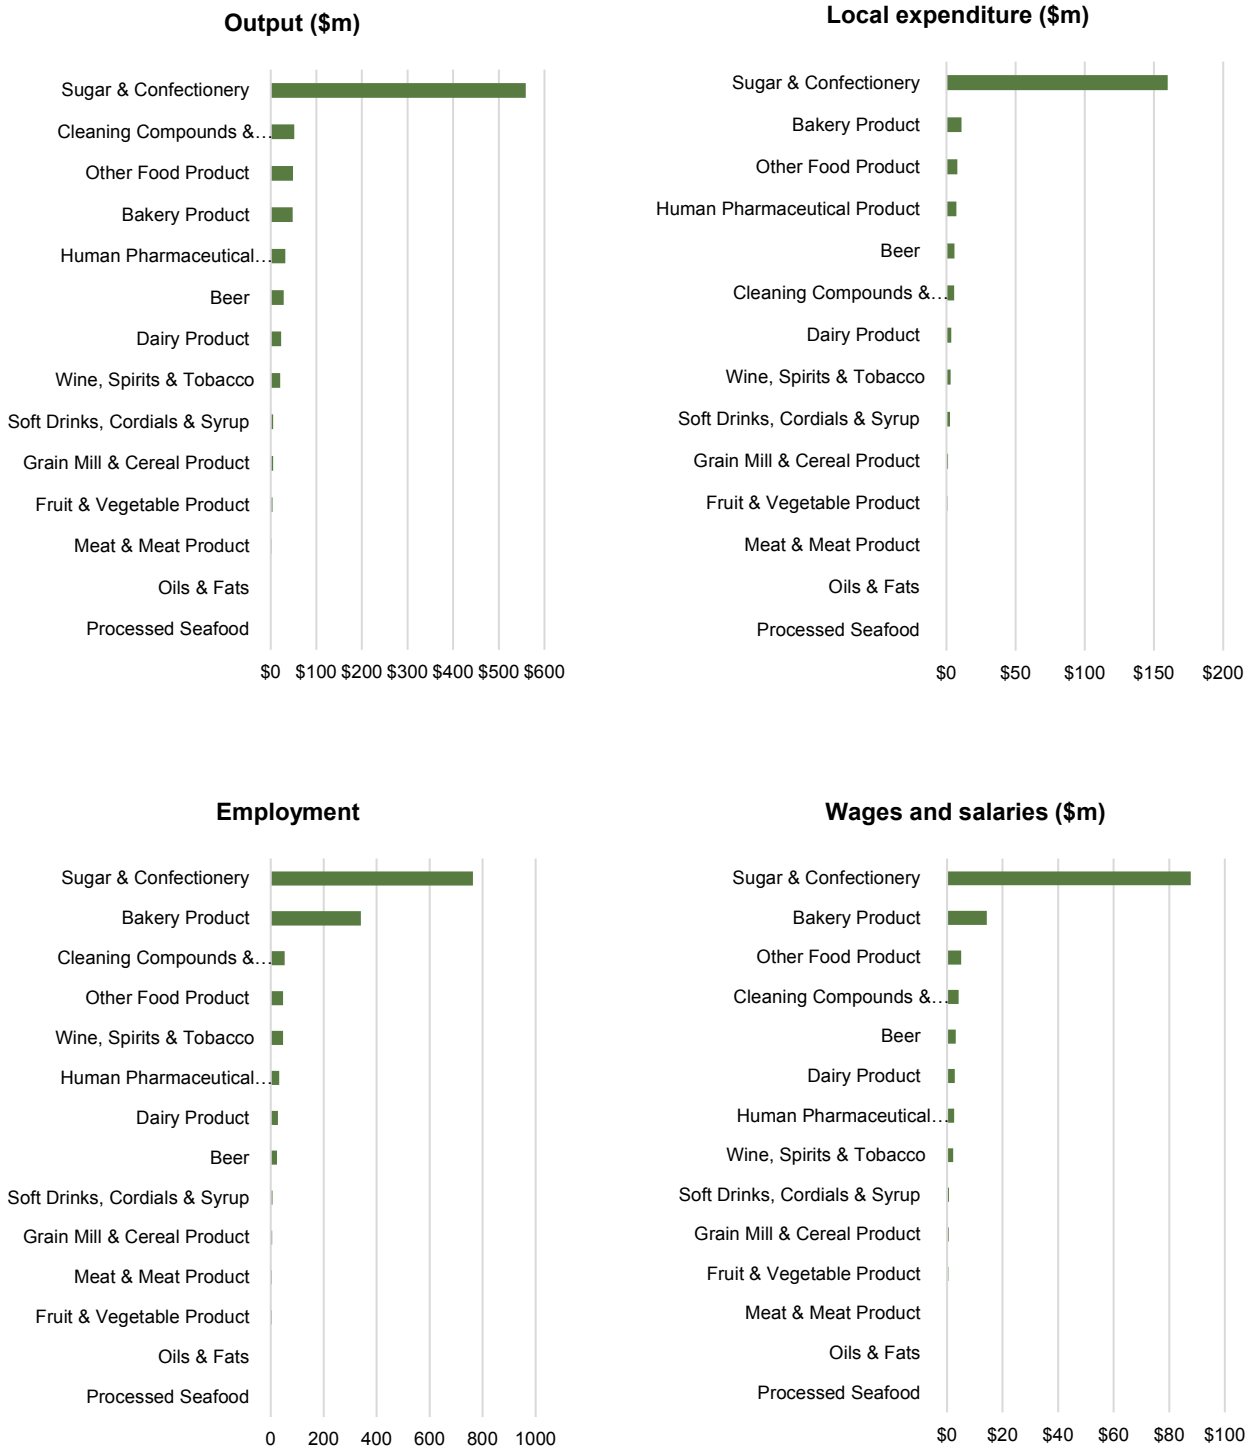 Output ($m)
Sugar & Confectionery
Cleaning Compounds &…
Other Food Product
Bakery Product
Human Pharmaceutical…
Beer
Dairy Product
Wine, Spirits & Tobacco
Soft Drinks, Cordials & Syrup
Grain Mill & Cereal Product
Fruit & Vegetable Product
Meat & Meat Product
Oils & Fats
Processed Seafood
$0 $100 $200 $300 $400 $500 $600
Local expenditure ($m)
Sugar & Confectionery
Bakery Product
Other Food Product
Human Pharmaceutical Product
Beer
Cleaning Compounds &…
Dairy Product
Wine, Spirits & Tobacco
Soft Drinks, Cordials & Syrup
Grain Mill & Cereal Product
Fruit & Vegetable Product
Meat & Meat Product
Oils & Fats
Processed Seafood
$0 $50 $100 $150 $200
Employment
Sugar & Confectionery
Bakery Product
Cleaning Compounds &…
Other Food Product
Wine, Spirits & Tobacco
Human Pharmaceutical…
Dairy Product
Beer
Soft Drinks, Cordials & Syrup
Grain Mill & Cereal Product
Meat & Meat Product
Fruit & Vegetable Product
Oils & Fats
Processed Seafood
0 200 400 600 800 1000
Wages and salaries ($m)
Sugar & Confectionery
Bakery Product
Other Food Product
Cleaning Compounds &…
Beer
Dairy Product
Human Pharmaceutical…
Wine, Spirits & Tobacco
Soft Drinks, Cordials & Syrup
Grain Mill & Cereal Product
Fruit & Vegetable Product
Meat & Meat Product
Oils & Fats
Processed Seafood
$0 $20 $40 $60 $80 $100